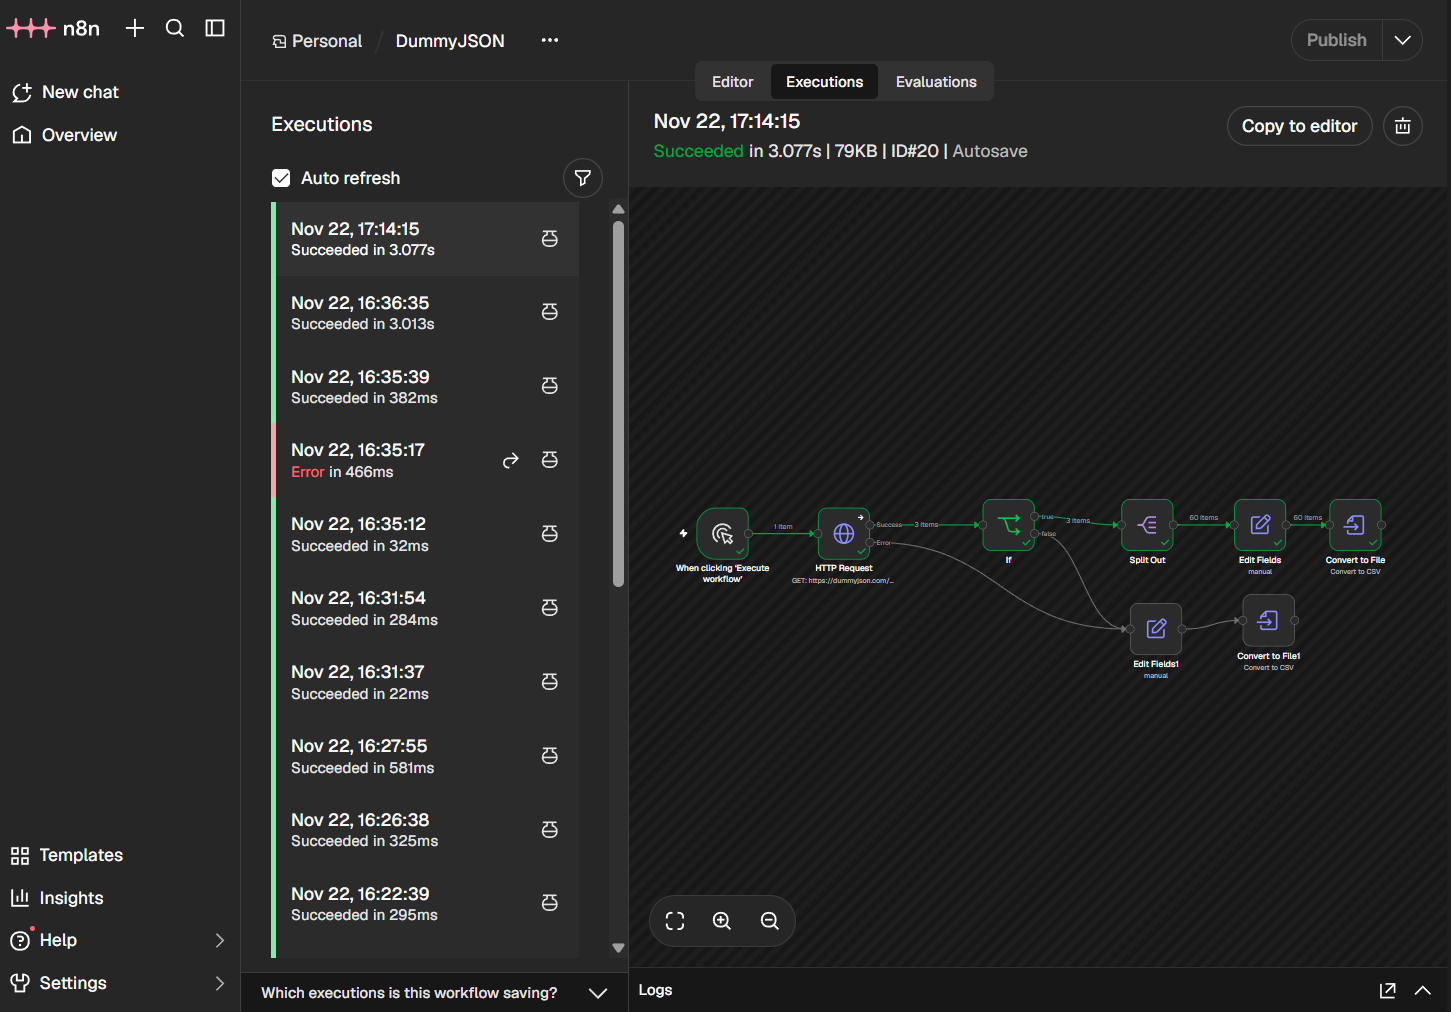 n8n
New chat
Overview
Templates
Insights
Help
Settings
Personal / DummyJSON
Publish
Editor
Executions
Evaluations
Executions
Auto refresh
Nov 22, 17:14:15
Succeeded in 3.077s
Nov 22, 16:36:35
Succeeded in 3.013s
Nov 22, 16:35:39
Succeeded in 382ms
Nov 22, 16:35:17
Error in 466ms
Nov 22, 16:35:12
Succeeded in 32ms
Nov 22, 16:31:54
Succeeded in 284ms
Nov 22, 16:31:37
Succeeded in 22ms
Nov 22, 16:27:55
Succeeded in 581ms
Nov 22, 16:26:38
Succeeded in 325ms
Nov 22, 16:22:39
Succeeded in 295ms
Which executions is this workflow saving?
Nov 22, 17:14:15
Succeeded in 3.077s | 79KB | ID#20 | Autosave
Copy to editor
1 item
When clicking 'Execute
workflow'
Success
3 items
Error
HTTP Request
GET: https://dummyjson.com/...
true
3 items
false
If
Split Out
60 items
Edit Fields
manual
60 items
Convert to File
Convert to CSV
Edit Fields1
manual
Convert to File1
Convert to CSV
Logs